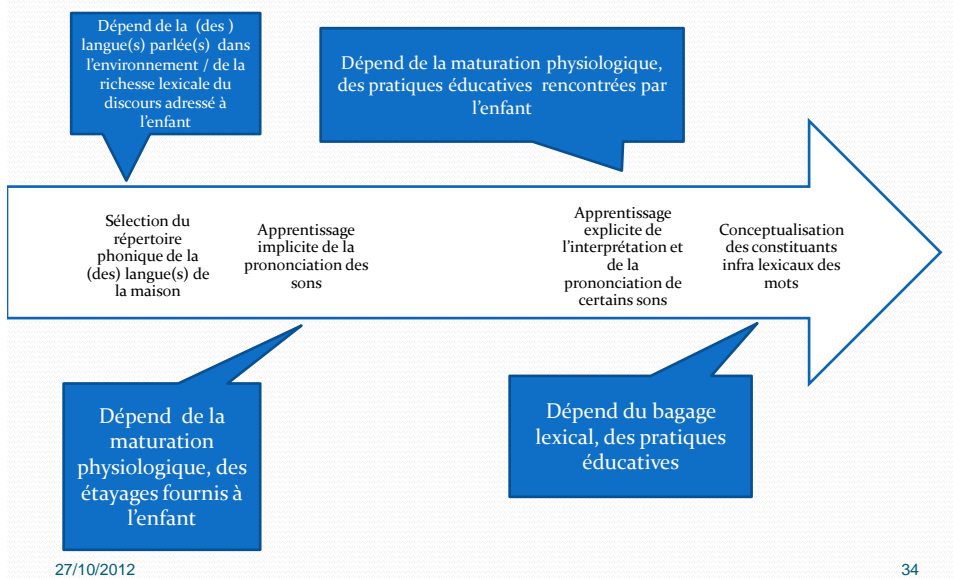 Dépend de la (des )
langue(s) parlée(s) dans
l'environnement / de la
richesse lexicale du
discours adressé à
l'enfant
Dépend de la maturation physiologique,
des pratiques éducatives rencontrées par
l'enfant
Sélection du
répertoire
phonique de la
(des) langue(s) de
la maison
Apprentissage
implicite de la
prononciation des
sons
Apprentissage
explicite de
l'interprétation et
de la
prononciation de
certains sons
Conceptualisation
des constituants
infra lexicaux des
mots
Dépend de la
maturation
physiologique, des
étayages fournis à
l'enfant
Dépend du bagage
lexical, des pratiques
éducatives
27/10/2012
34